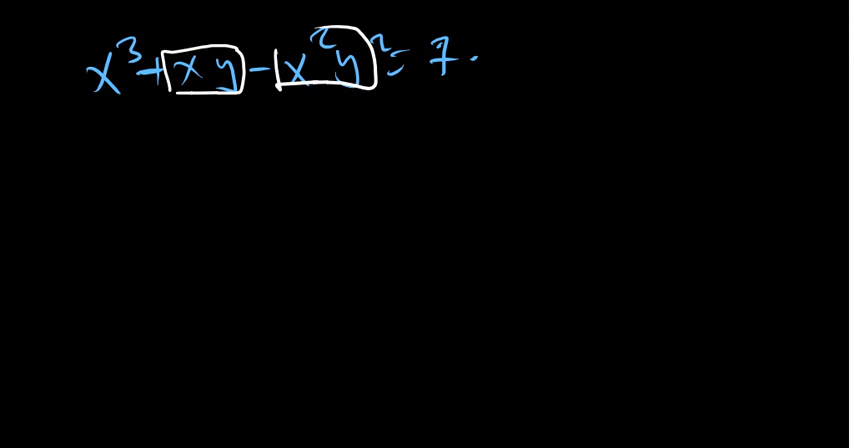 x³ + xy - x²y² = 7.